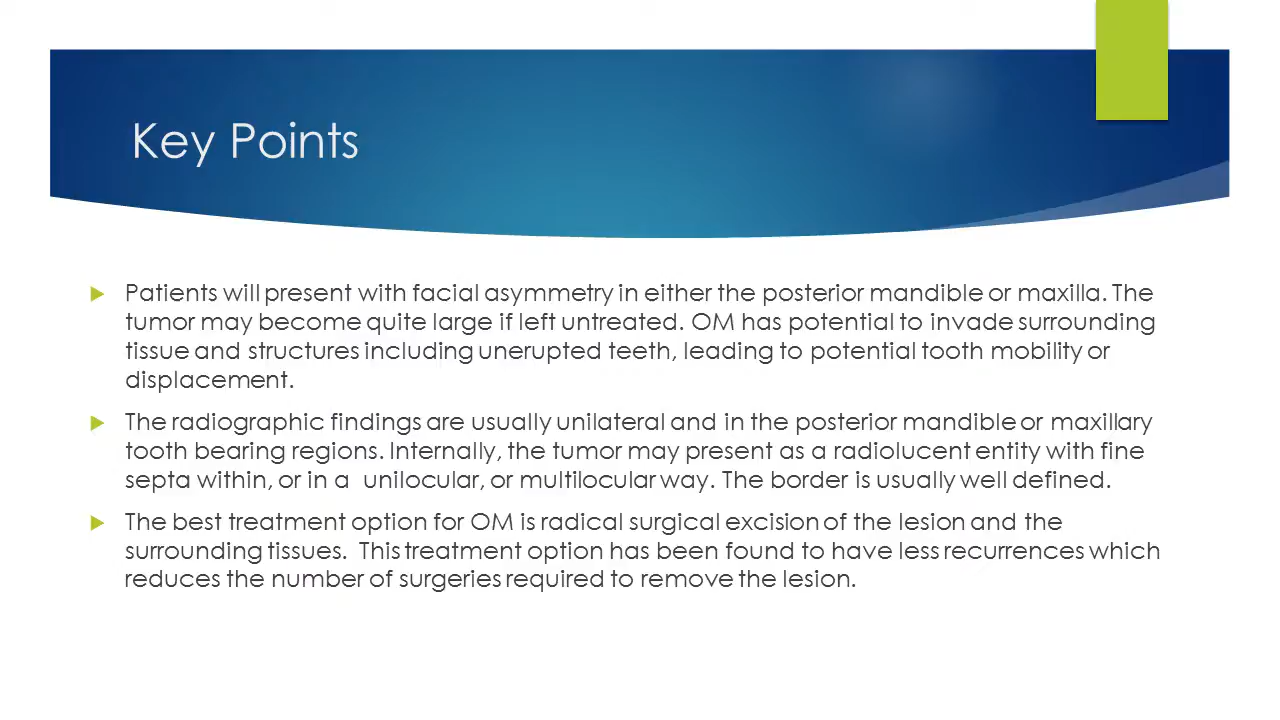 Key Points
Patients will present with facial asymmetry in either the posterior mandible or maxilla. The
tumor may become quite large if left untreated. OM has potential to invade surrounding
tissue and structures including unerupted teeth, leading to potential tooth mobility or
displacement.
The radiographic findings are usually unilateral and in the posterior mandible or maxillary
tooth bearing regions. Internally, the tumor may present as a radiolucent entity with fine
septa within, or in a  unilocular, or multilocular way. The border is usually well defined.
The best treatment option for OM is radical surgical excision of the lesion and the
surrounding tissues.  This treatment option has been found to have less recurrences which
reduces the number of surgeries required to remove the lesion.